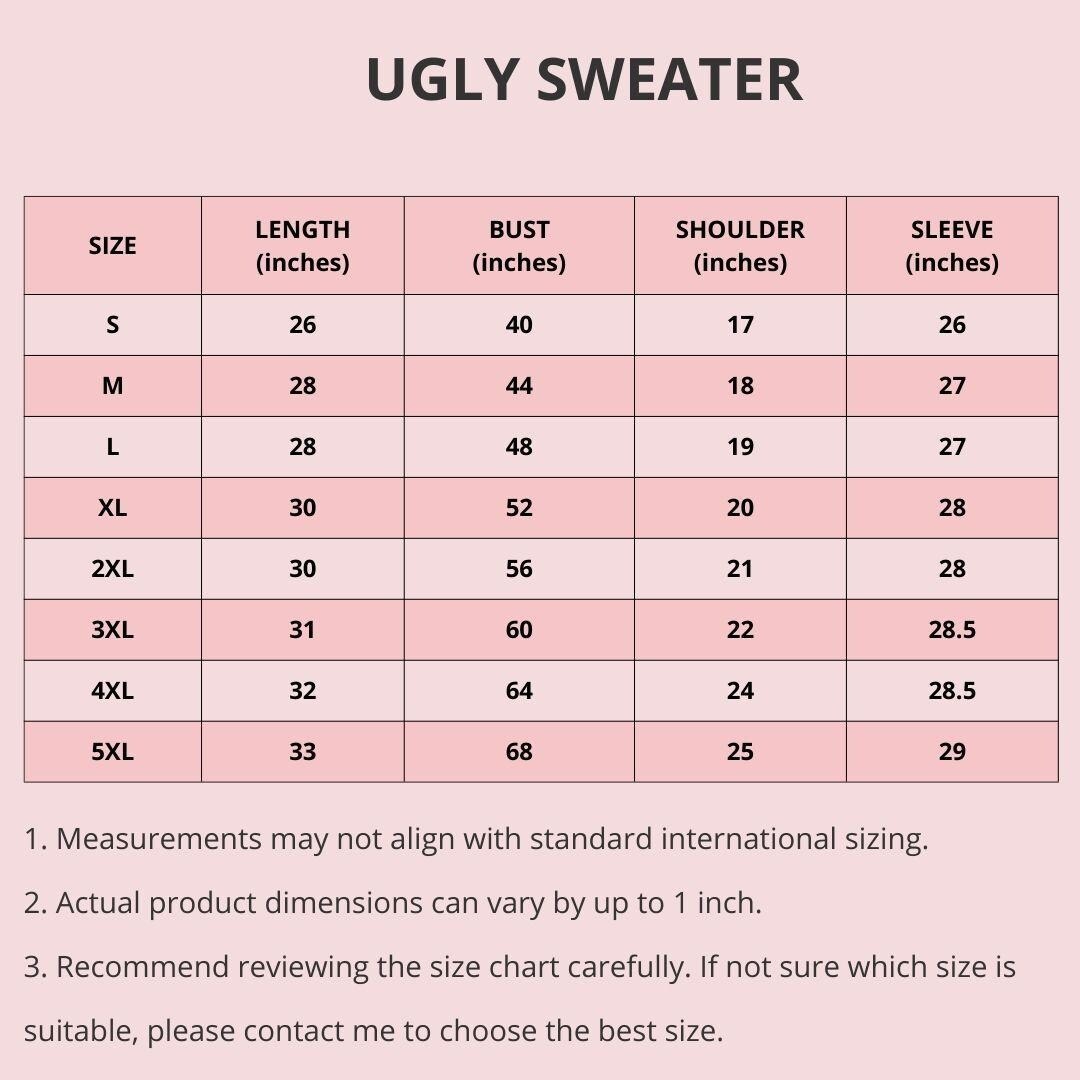 UGLY SWEATER
SIZE LENGTH (inches) BUST (inches) SHOULDER (inches) SLEEVE (inches)
S 26 40 17 26
M 28 44 18 27
L 28 48 19 27
XL 30 52 20 28
2XL 30 56 21 28
3XL 31 60 22 28.5
4XL 32 64 24 28.5
5XL 33 68 25 29
1. Measurements may not align with standard international sizing.
2. Actual product dimensions can vary by up to 1 inch.
3. Recommend reviewing the size chart carefully. If not sure which size is
suitable, please contact me to choose the best size.